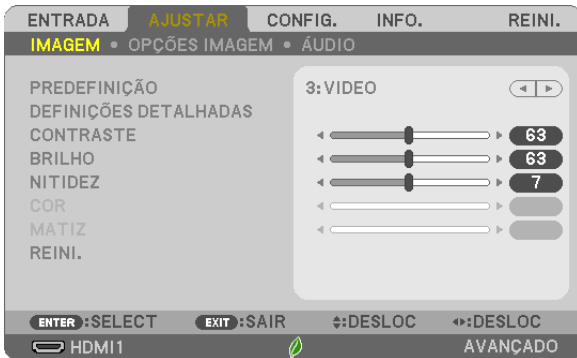 ENTRADA AJUSTAR CONFIG. INFO. REINI.
IMAGEM • OPÇÕES IMAGEM • ÁUDIO
PREDEFINIÇÃO 3:VIDEO
DEFINIÇÕES DETALHADAS
CONTRASTE 63
BRILHO 63
NITIDEZ 7
COR
MATIZ
REINI.
ENTER :SELECT EXIT :SAIR :DESLOC :DESLOC
HDMI1 AVANÇADO